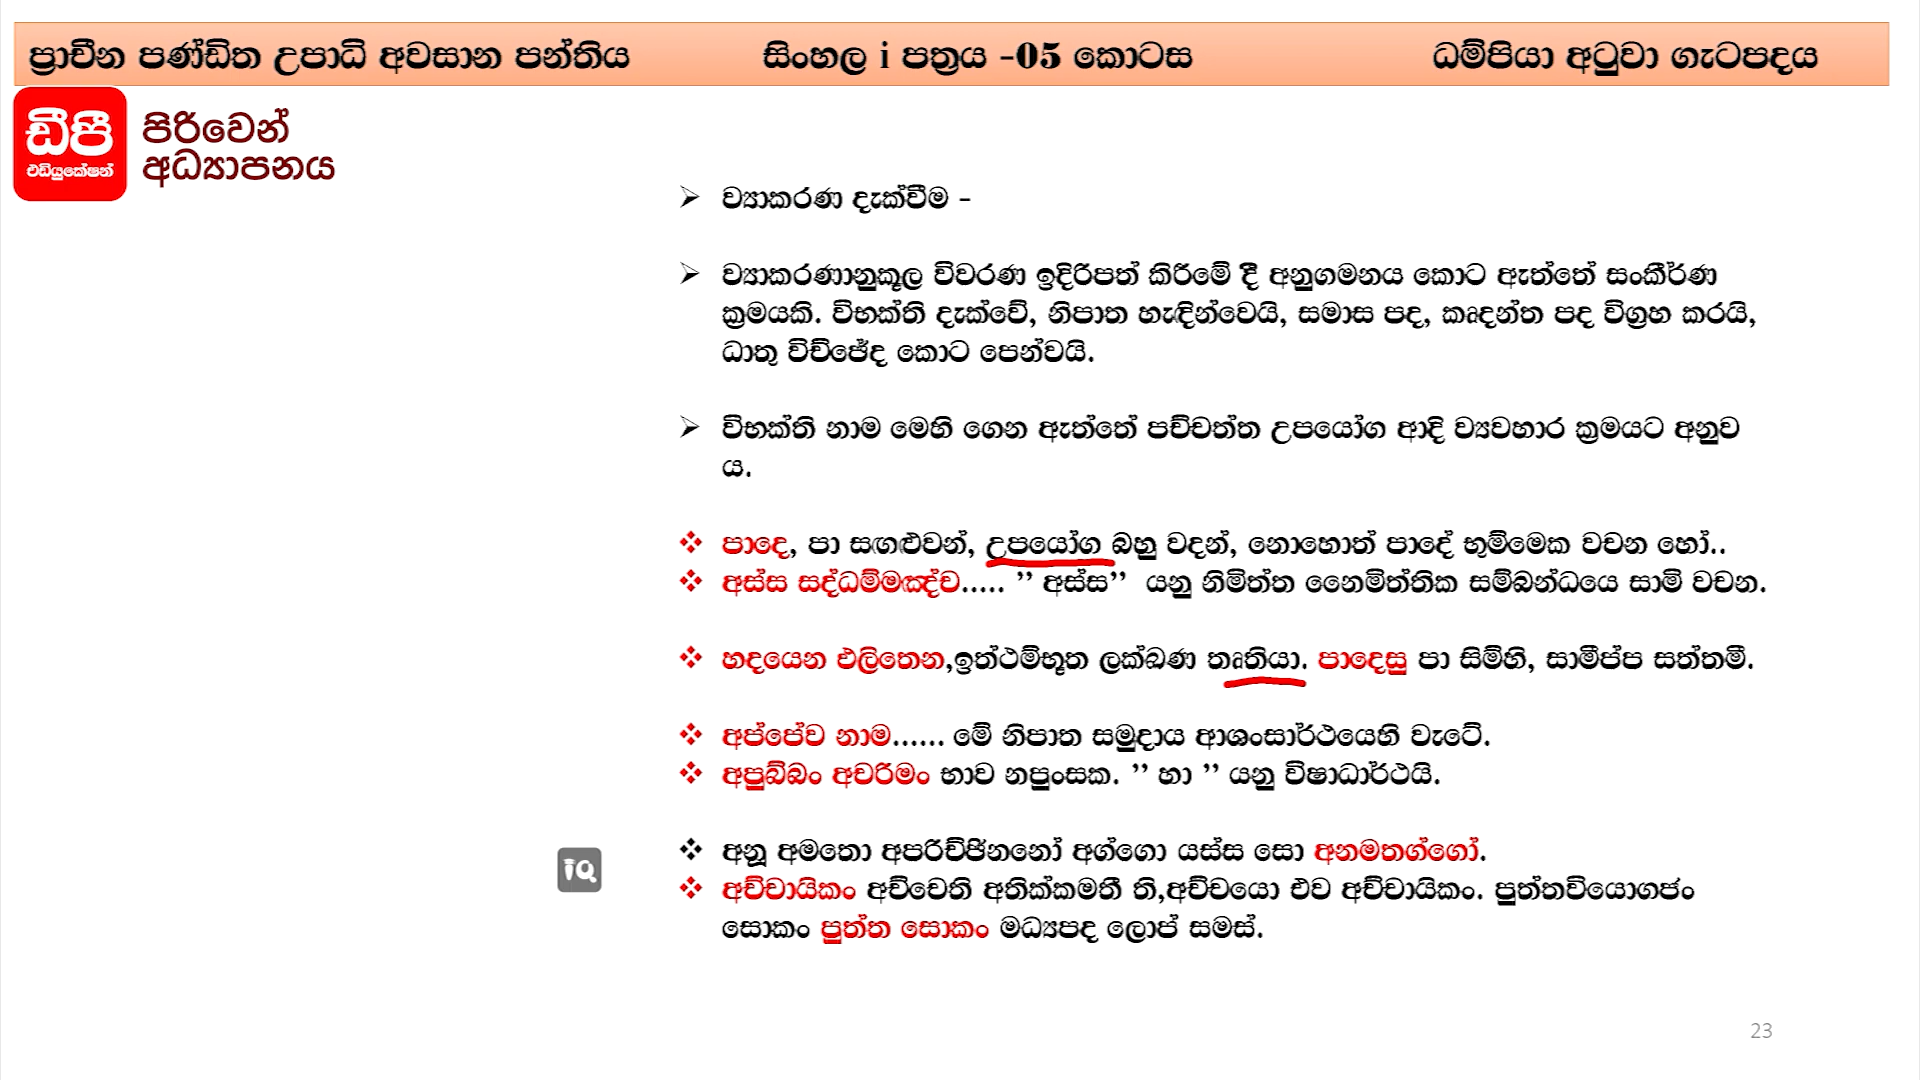 ප්‍රාචීන පණ්ඩිත උපාධි අවසාන පන්තිය සිංහල i පත්‍රය -05 කොටස ධම්පියා අටුවා ගැටපදය
ඩීපී
එඩියුකේෂන්
පිරිවෙන්
අධ්‍යාපනය
ව්‍යාකරණ දැක්වීම -
ව්‍යාකරණානුකූල විවරණ ඉදිරිපත් කිරීමේ දී අනුගමනය කොට ඇත්තේ සංකීර්ණ
ක්‍රමයකි. විභක්ති දැක්වේ, නිපාත හැඳින්වෙයි, සමාස පද, කෘදන්ත පද විග්‍රහ කරයි,
ධාතු විච්ඡේද කොට පෙන්වයි.
විභක්ති නාම මෙහි ගෙන ඇත්තේ පච්චත්ත උපයෝග ආදි ව්‍යවහාර ක්‍රමයට අනුව
ය.
පාදෙ, පා සඟළුවන්, උපයෝග බහු වදන්, නොහොත් පාදේ භුම්මෙක වචන හෝ..
අස්ස සද්ධම්මඤ්ච..... ’’ අස්ස’’ යනු නිමිත්ත නෛමිත්තික සම්බන්ධයෙ සාමි වචන.
හදයෙන ඵලිතෙන,ඉත්ථම්භූත ලක්ඛණ තෘතියා. පාදෙසු පා සිම්හි, සාමීප්ප සත්තමී.
අප්පේව නාම...... මේ නිපාත සමුදාය ආශංසාර්ථයෙහි වැටේ.
අපුබ්බං අචරිමං භාව නපුංසක. ’’ හා ’’ යනු විෂාධාර්ථයි.
අනූ අමතො අපරිච්ඡින්නෝ අග්ගො යස්ස සො අනමතග්ගෝ.
අච්චායිකං අච්චෙති අතික්කමතී ති,අච්චයො එව අච්චායිකං. පුත්තවියොගජං
සොකං පුත්ත සොකං මධ්‍යපද ලොප් සමස්.
IQ
23